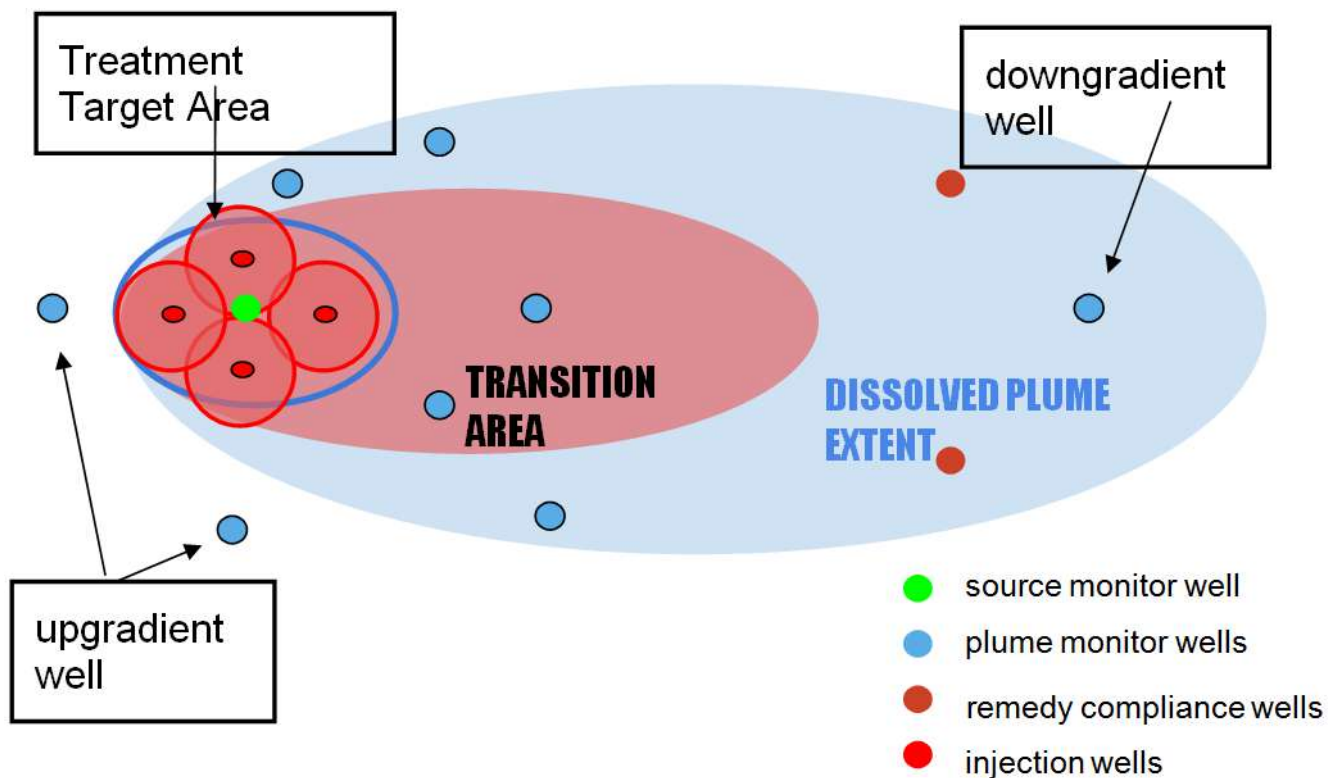 Treatment
Target Area
downgradient
well
TRANSITION
AREA
DISSOLVED PLUME
EXTENT
upgradient
well
source monitor well
plume monitor wells
remedy compliance wells
injection wells